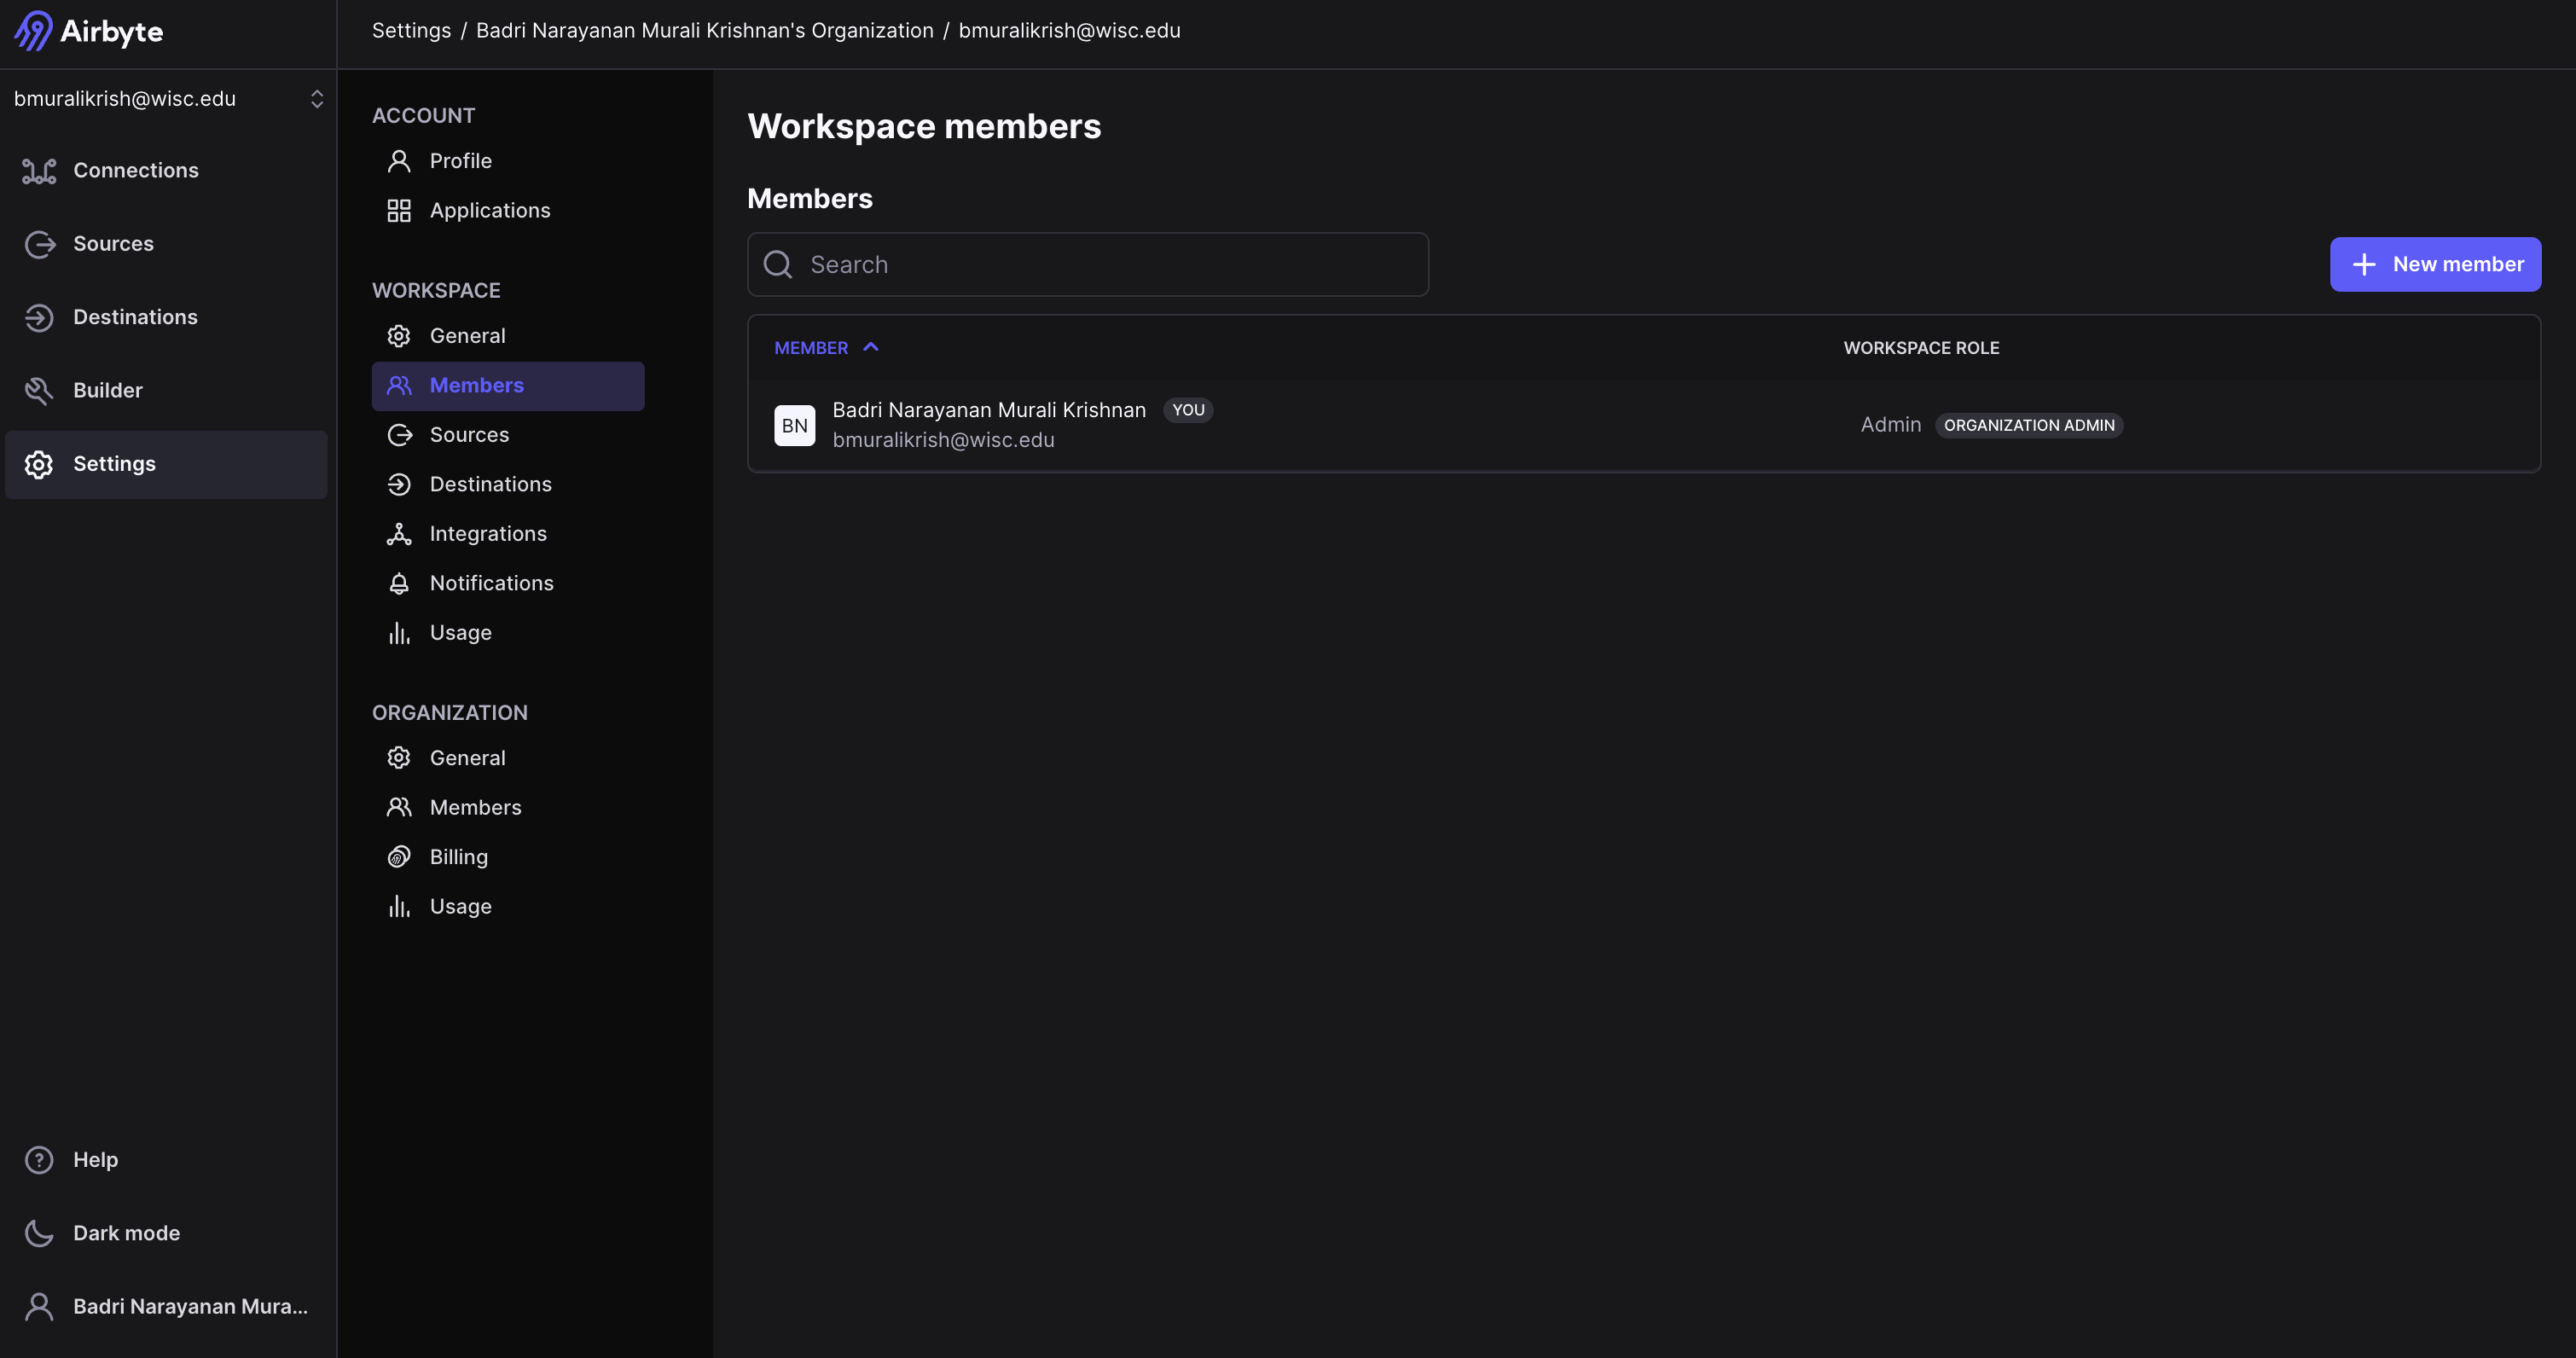 Airbyte
Settings / Badri Narayanan Murali Krishnan's Organization / bmuralikrish@wisc.edu
bmuralikrish@wisc.edu
Connections
Sources
Destinations
Builder
Settings
Help
Dark mode
Badri Narayanan Mura...
ACCOUNT
Profile
Applications
WORKSPACE
General
Members
Sources
Destinations
Integrations
Notifications
Usage
ORGANIZATION
General
Members
Billing
Usage
Workspace members
Members
Search
New member
MEMBER WORKSPACE ROLE
BN
Badri Narayanan Murali Krishnan YOU
bmuralikrish@wisc.edu
Admin ORGANIZATION ADMIN